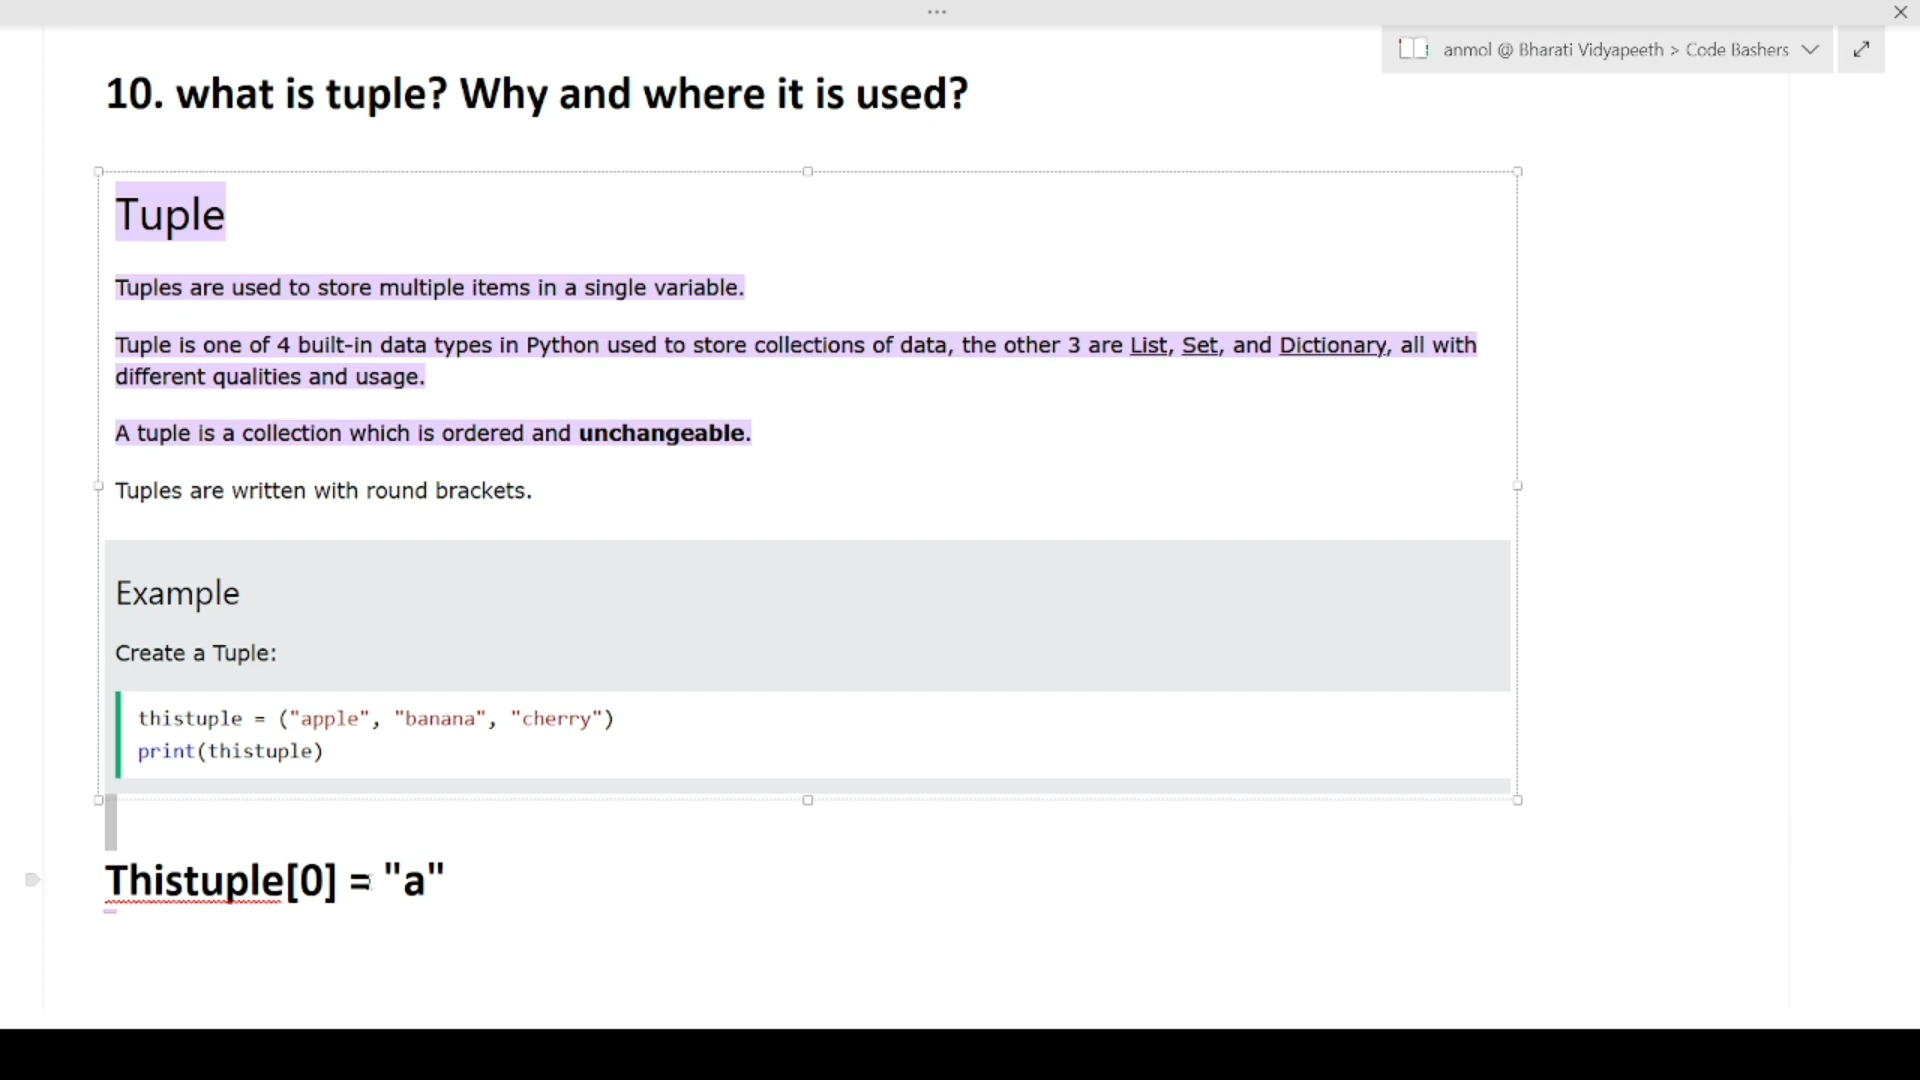 anmol @ Bharati Vidyapeeth > Code Bashers
10. what is tuple? Why and where it is used?
Tuple
Tuples are used to store multiple items in a single variable.
Tuple is one of 4 built-in data types in Python used to store collections of data, the other 3 are List, Set, and Dictionary, all with
different qualities and usage.
A tuple is a collection which is ordered and unchangeable.
Tuples are written with round brackets.
Example
Create a Tuple:
thistuple = ("apple", "banana", "cherry")
print(thistuple)
Thistuple[0] = "a"